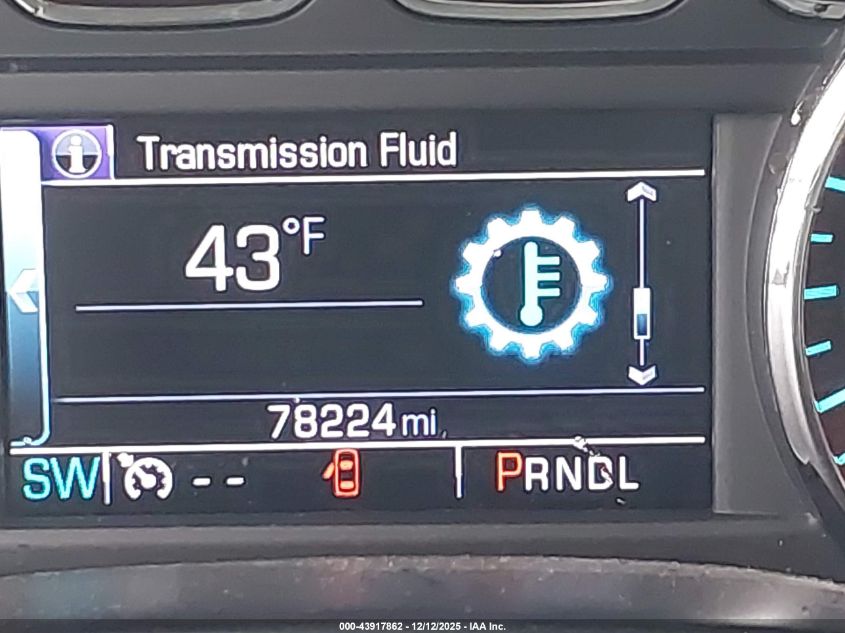 Transmission Fluid
43°F
78224 mi
SW -- PRNDL
000-43917862 - 12/12/2025 - IAA Inc.